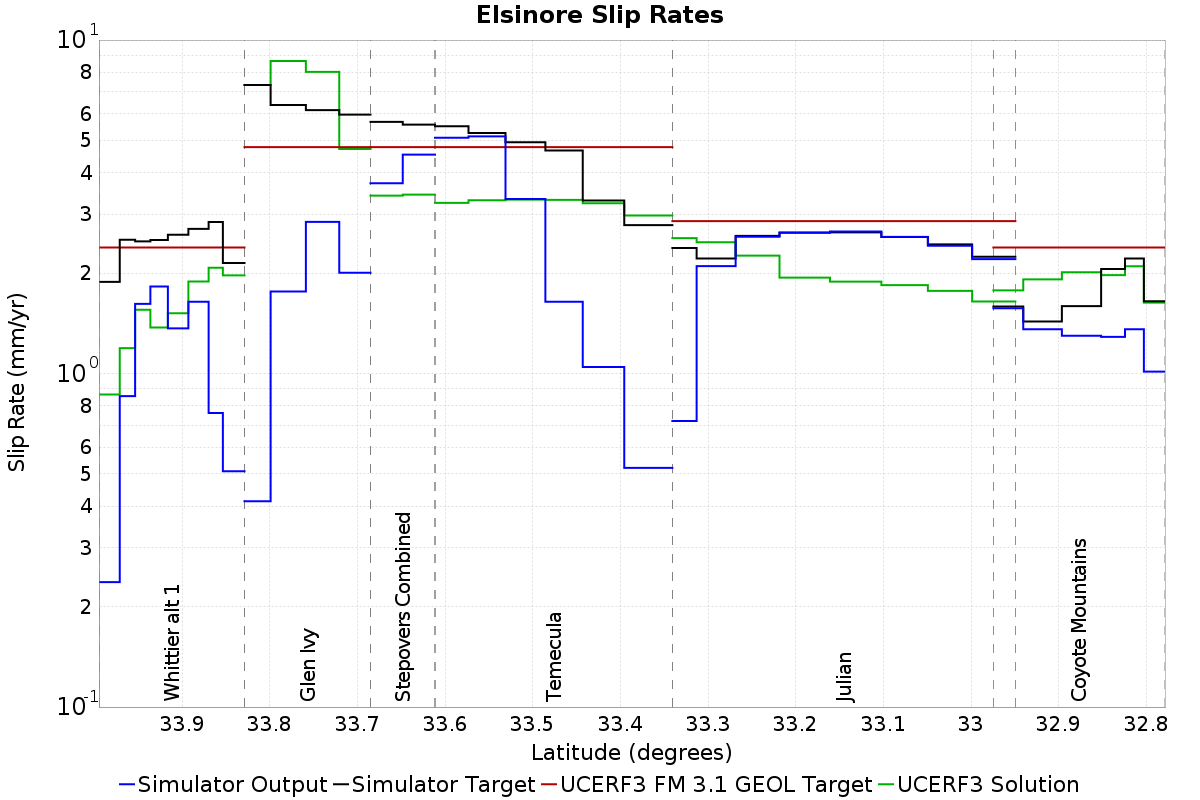 Elsinore Slip Rates
Slip Rate (mm/yr)
10^1
8
6
5
4
3
2
10^0
8
6
5
4
3
2
10^-1
Whittier alt 1
Glen Ivy
Stepovers Combined
Temecula
Julian
Coyote Mountains
33.9 33.8 33.7 33.6 33.5 33.4 33.3 33.2 33.1 33 32.9 32.8
Latitude (degrees)
Simulator Output Simulator Target UCERF3 FM 3.1 GEOL Target UCERF3 Solution